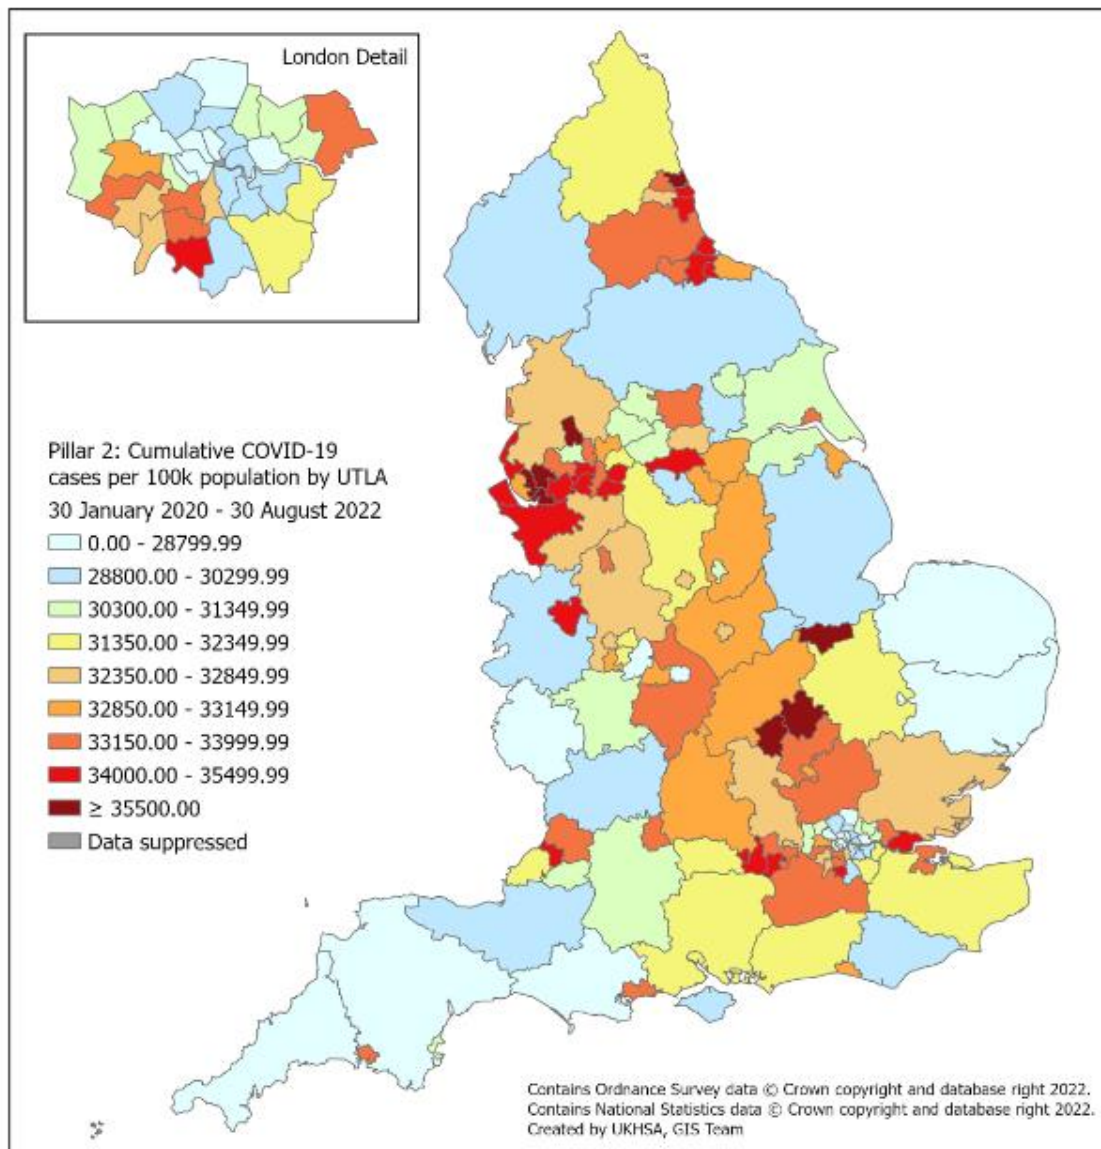 London Detail
Pillar 2: Cumulative COVID-19
cases per 100k population by UTLA
30 January 2020 - 30 August 2022
0.00 - 28799.99
28800.00 - 30299.99
30300.00 - 31349.99
31350.00 - 32349.99
32350.00 - 32849.99
32850.00 - 33149.99
33150.00 - 33999.99
34000.00 - 35499.99
≥ 35500.00
Data suppressed
Contains Ordnance Survey data © Crown copyright and database right 2022.
Contains National Statistics data © Crown copyright and database right 2022.
Created by UKHSA, GIS Team